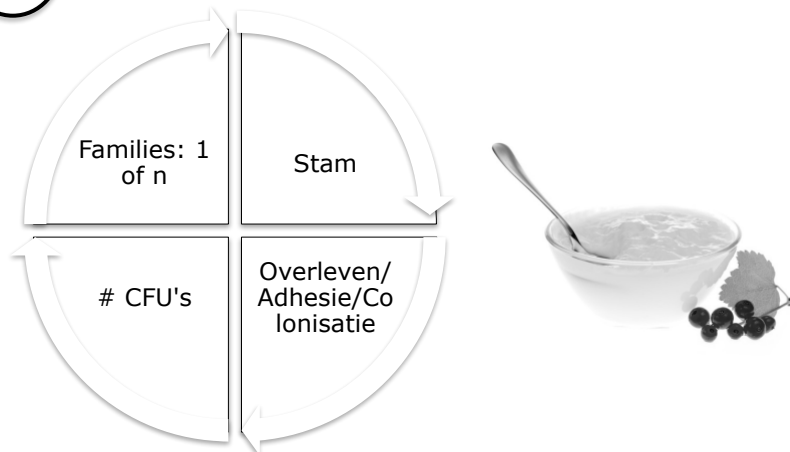 Families: 1
of n
Stam
# CFU's
Overleven/
Adhesie/Co
lonisatie